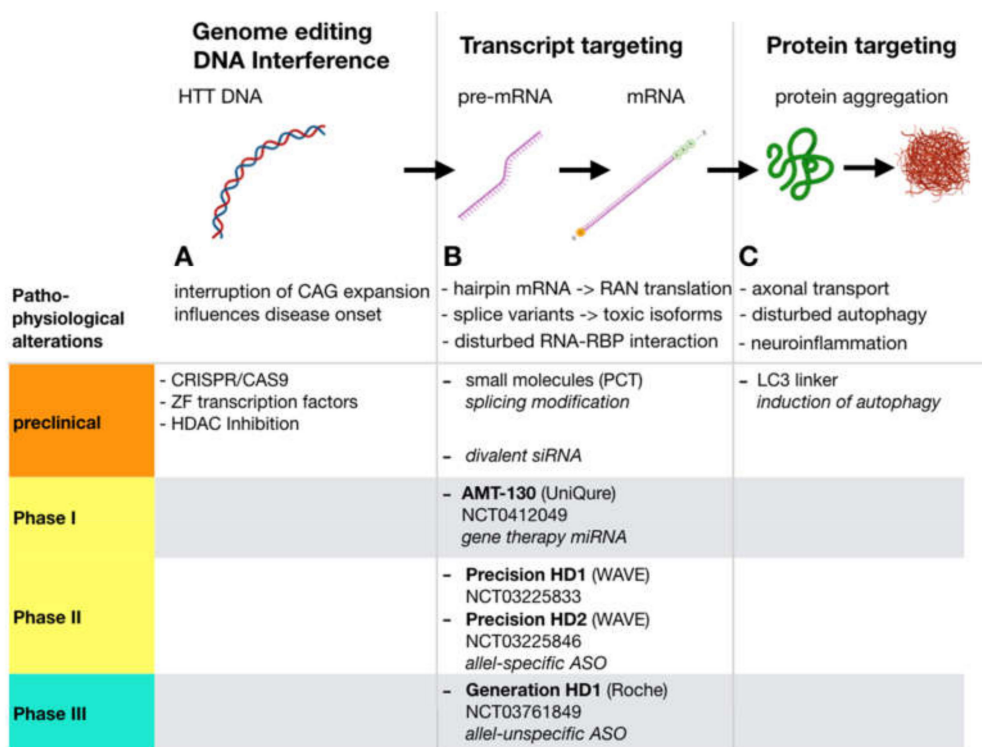 Genome editing
DNA Interference
Transcript targeting
Protein targeting
HTT DNA
pre-mRNA
mRNA
protein aggregation
A
B
C
Patho-
physiological
alterations
interruption of CAG expansion
influences disease onset
- hairpin mRNA -> RAN translation
- splice variants -> toxic isoforms
- disturbed RNA-RBP interaction
- axonal transport
- disturbed autophagy
- neuroinflammation
preclinical
- CRISPR/CAS9
- ZF transcription factors
- HDAC Inhibition
- small molecules (PCT)
splicing modification
- divalent siRNA
- LC3 linker
induction of autophagy
Phase I
- AMT-130 (UniQure)
NCT0412049
gene therapy miRNA
Phase II
- Precision HD1 (WAVE)
NCT03225833
- Precision HD2 (WAVE)
NCT03225846
allel-specific ASO
Phase III
- Generation HD1 (Roche)
NCT03761849
allel-unspecific ASO